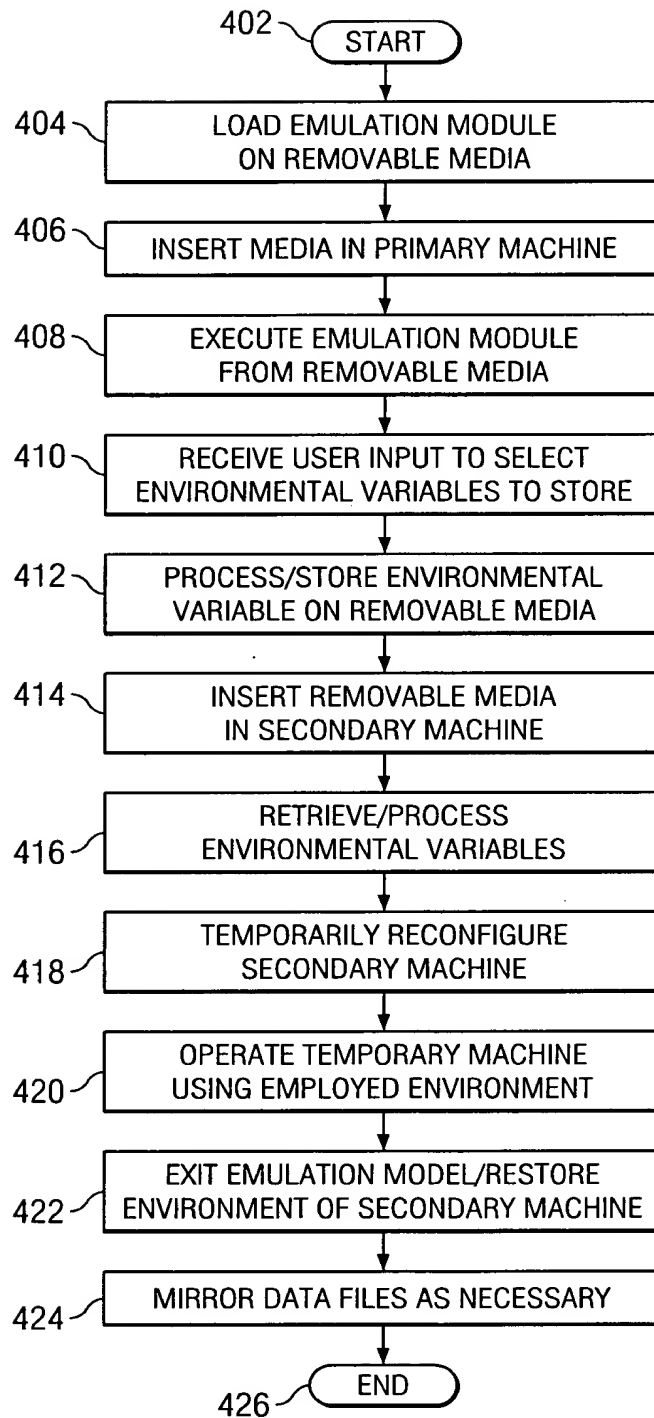 402
START
404
LOAD EMULATION MODULE
ON REMOVABLE MEDIA
406
INSERT MEDIA IN PRIMARY MACHINE
408
EXECUTE EMULATION MODULE
FROM REMOVABLE MEDIA
410
RECEIVE USER INPUT TO SELECT
ENVIRONMENTAL VARIABLES TO STORE
412
PROCESS/STORE ENVIRONMENTAL
VARIABLE ON REMOVABLE MEDIA
414
INSERT REMOVABLE MEDIA
IN SECONDARY MACHINE
416
RETRIEVE/PROCESS
ENVIRONMENTAL VARIABLES
418
TEMPORARILY RECONFIGURE
SECONDARY MACHINE
420
OPERATE TEMPORARY MACHINE
USING EMPLOYED ENVIRONMENT
422
EXIT EMULATION MODEL/RESTORE
ENVIRONMENT OF SECONDARY MACHINE
424
MIRROR DATA FILES AS NECESSARY
426
END